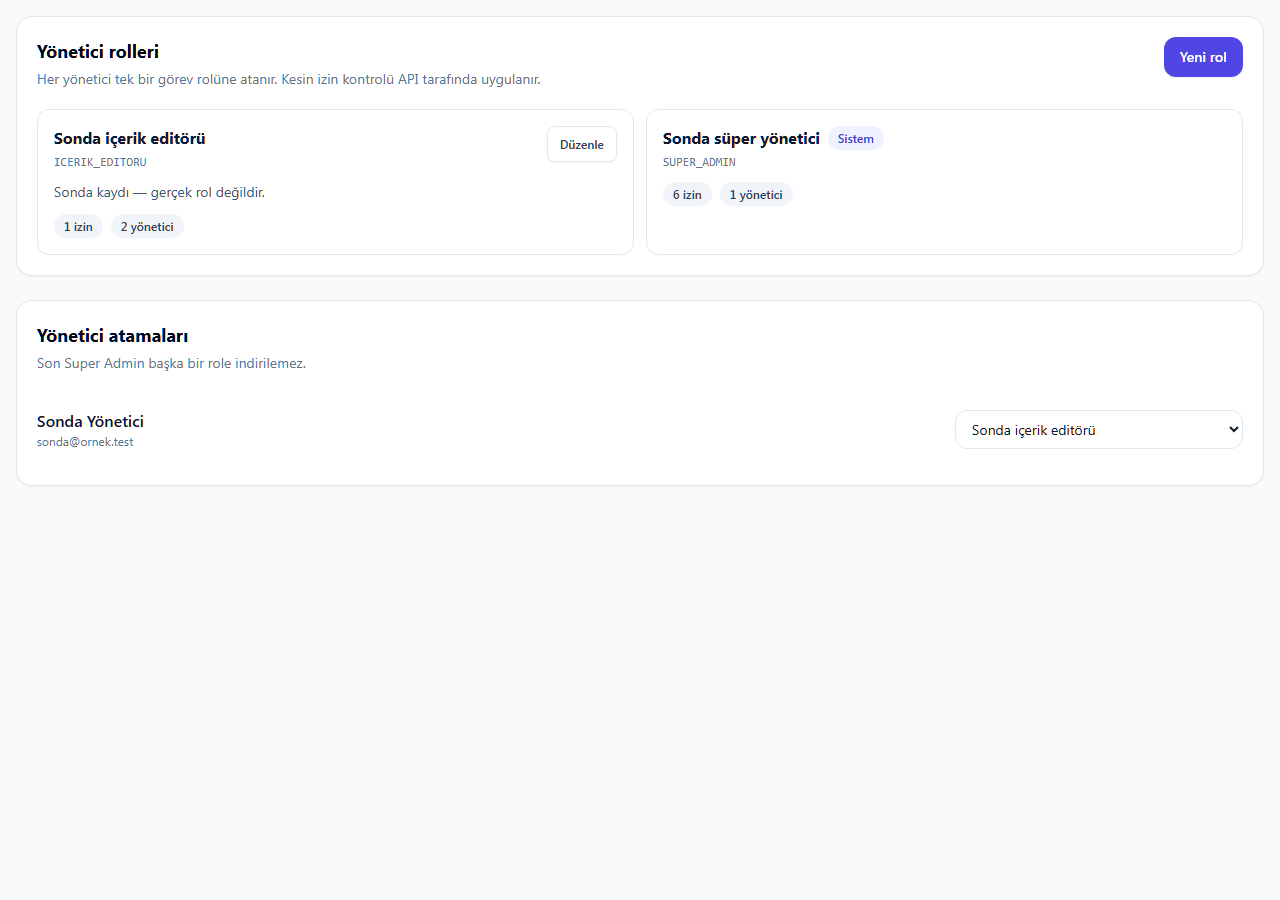 Yönetici rolleri
Her yönetici tek bir görev rolüne atanır. Kesin izin kontrolü API tarafında uygulanır.
Yeni rol
Sonda içerik editörü
Düzenle
ICERIK_EDITORU
Sonda kaydı — gerçek rol değildir.
1 izin
2 yönetici
Sonda süper yönetici
Sistem
SUPER_ADMIN
6 izin
1 yönetici
Yönetici atamaları
Son Super Admin başka bir role indirilemez.
Sonda Yönetici
sonda@ornek.test
Sonda içerik editörü